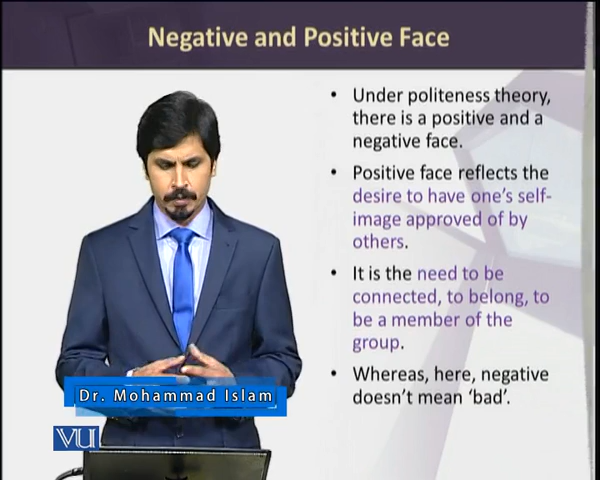 Negative and Positive Face
• Under politeness theory,
there is a positive and a
negative face.
• Positive face reflects the
desire to have one's self-
image approved of by
others.
• It is the need to be
connected, to belong, to
be a member of the
group.
• Whereas, here, negative
doesn't mean 'bad'.
Dr. Mohammad Islam
VU